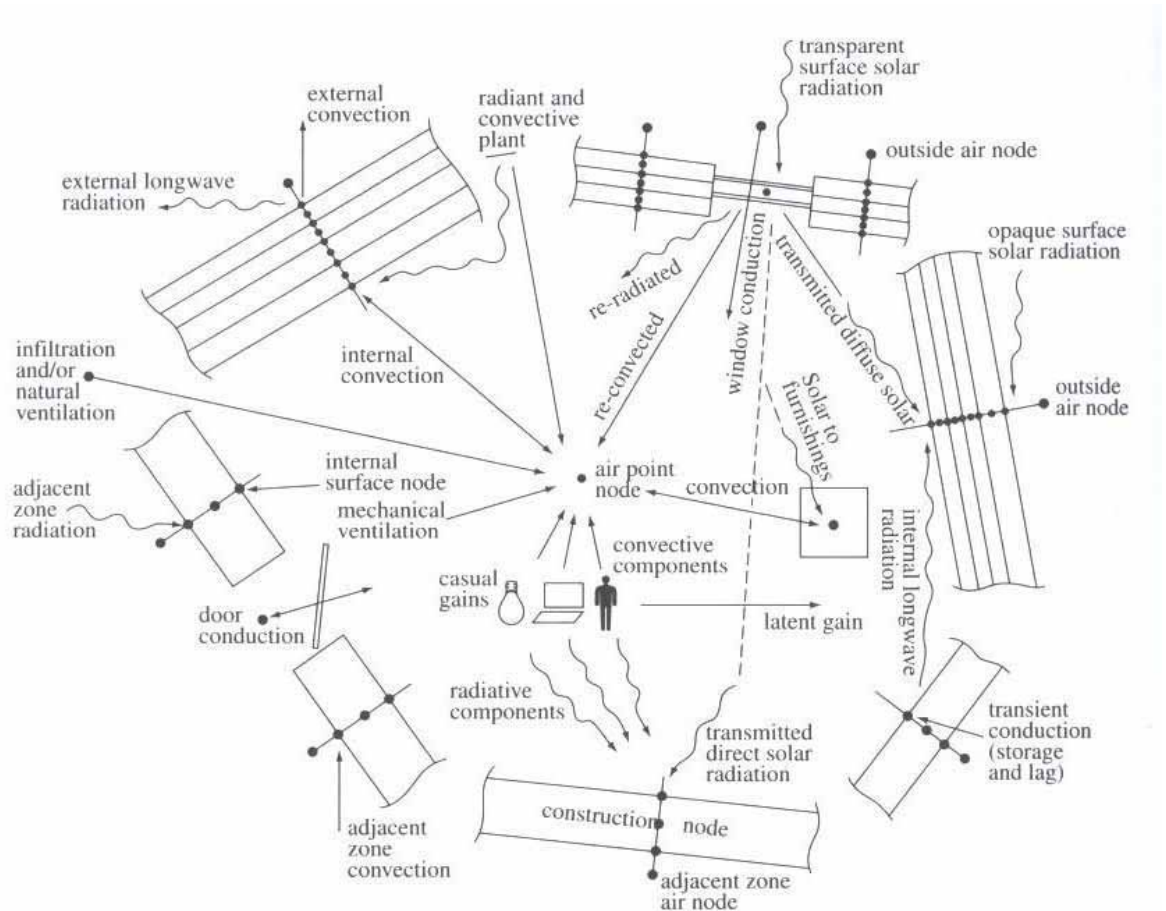 transparent
surface solar
radiation
external
convection
radiant and
convective
plant
outside air node
external longwave
radiation
opaque surface
solar radiation
re-radiated
window conduction
transmitted diffuse solar
infiltration
and/or
natural
ventilation
internal
convection
re-convected
Solar to
furnishings
outside
air node
internal
surface node
air point
node
convection
adjacent
zone
radiation
mechanical
ventilation
internal longwave
radiation
convective
components
casual
gains
door
conduction
latent gain
radiative
components
transmitted
direct solar
radiation
transient
conduction
(storage
and lag)
construction node
adjacent
zone
convection
adjacent zone
air node